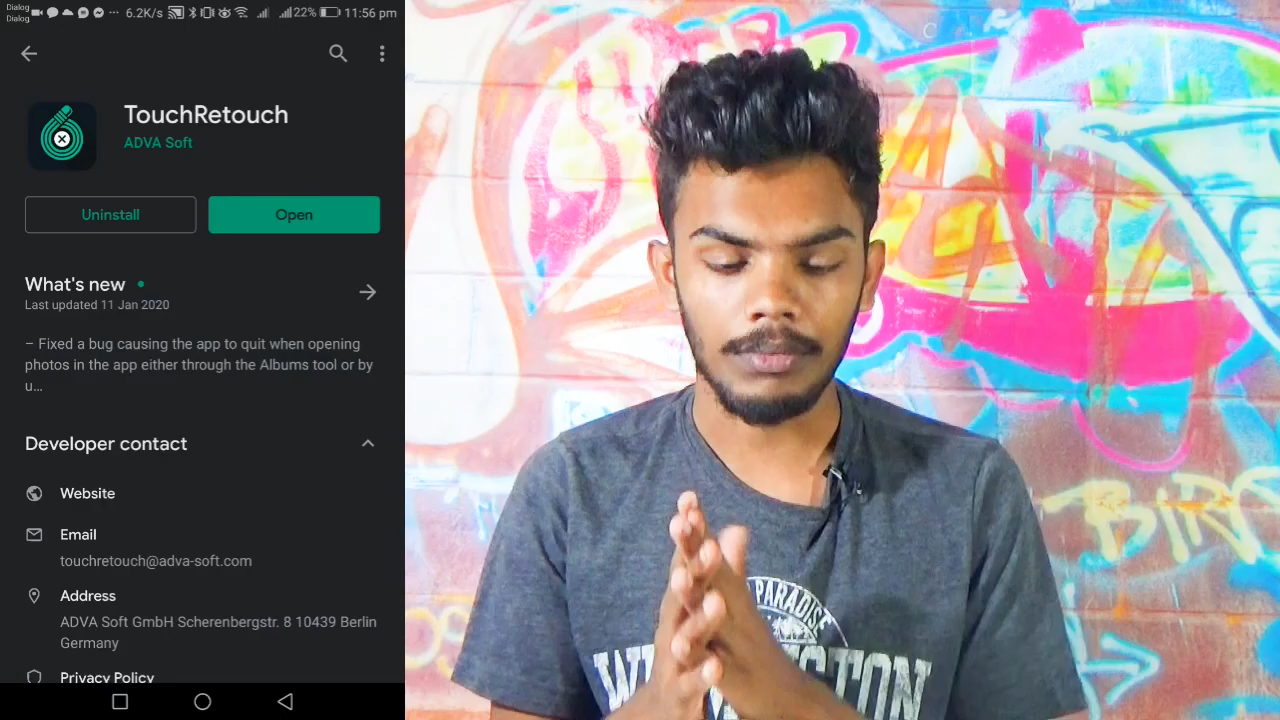 Dialog
Dialog
6.2K/s
22%
11:56 pm
TouchRetouch
ADVA Soft
Uninstall
Open
What's new
Last updated 11 Jan 2020
– Fixed a bug causing the app to quit when opening
photos in the app either through the Albums tool or by
u...
Developer contact
Website
Email
touchretouch@adva-soft.com
Address
ADVA Soft GmbH Scherenbergstr. 8 10439 Berlin
Germany
Privacy Policy
PARADISE